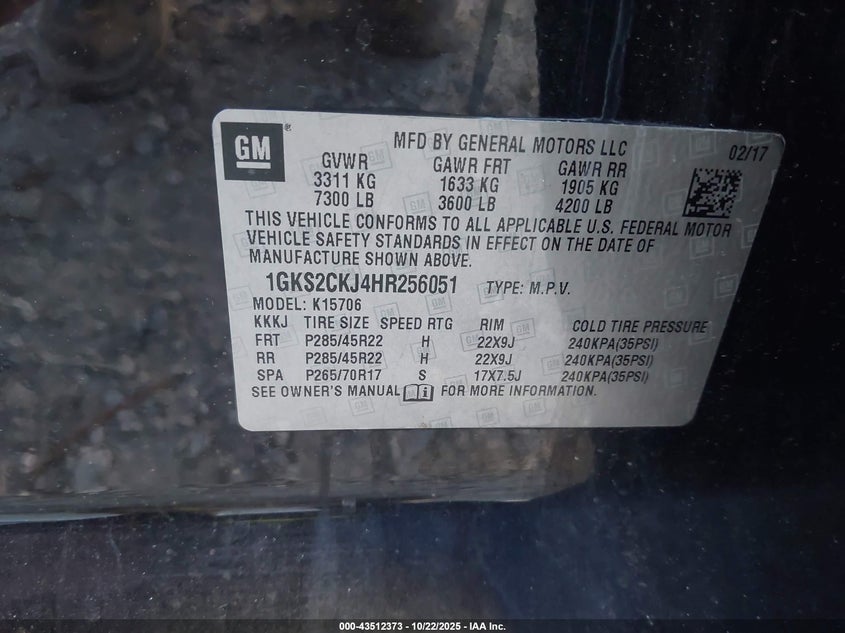 GM ® MFD BY GENERAL MOTORS LLC 02/17
GVWR GAWR FRT GAWR RR
3311 KG 1633 KG 1905 KG
7300 LB 3600 LB 4200 LB
THIS VEHICLE CONFORMS TO ALL APPLICABLE U.S. FEDERAL MOTOR
VEHICLE SAFETY STANDARDS IN EFFECT ON THE DATE OF
MANUFACTURE SHOWN ABOVE.
1GKS2CKJ4HR256051 TYPE: M.P.V.
MODEL: K15706
KKKJ TIRE SIZE SPEED RTG RIM COLD TIRE PRESSURE
FRT P285/45R22 H 22X9J 240KPA(35PSI)
RR P285/45R22 H 22X9J 240KPA(35PSI)
SPA P265/70R17 S 17X7.5J 240KPA(35PSI)
SEE OWNER'S MANUAL FOR MORE INFORMATION.
000-43512373 - 10/22/2025 - IAA Inc.